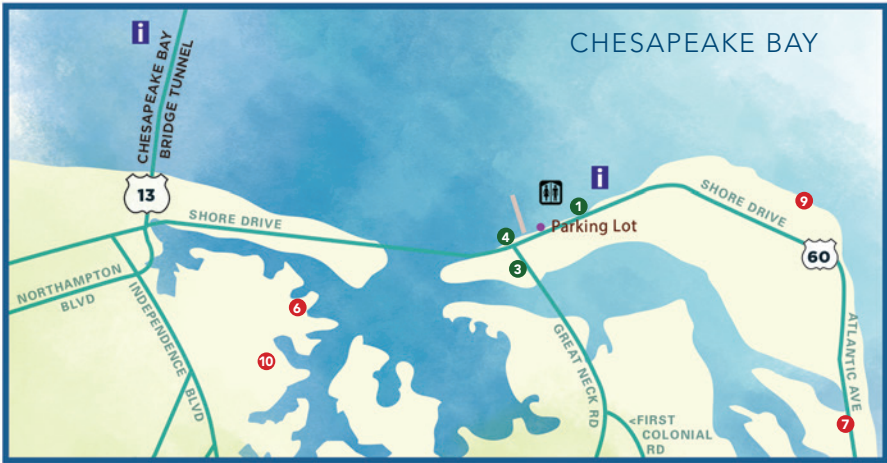 CHESAPEAKE BAY
i
CHESAPEAKE BAY
BRIDGE TUNNEL
13
SHORE DRIVE
NORTHAMPTON
BLVD
INDEPENDENCE BLVD
6
10
i
1
Parking Lot
4
3
SHORE DRIVE
9
60
GREAT NECK RD
<FIRST
COLONIAL
RD
ATLANTIC AVE
7